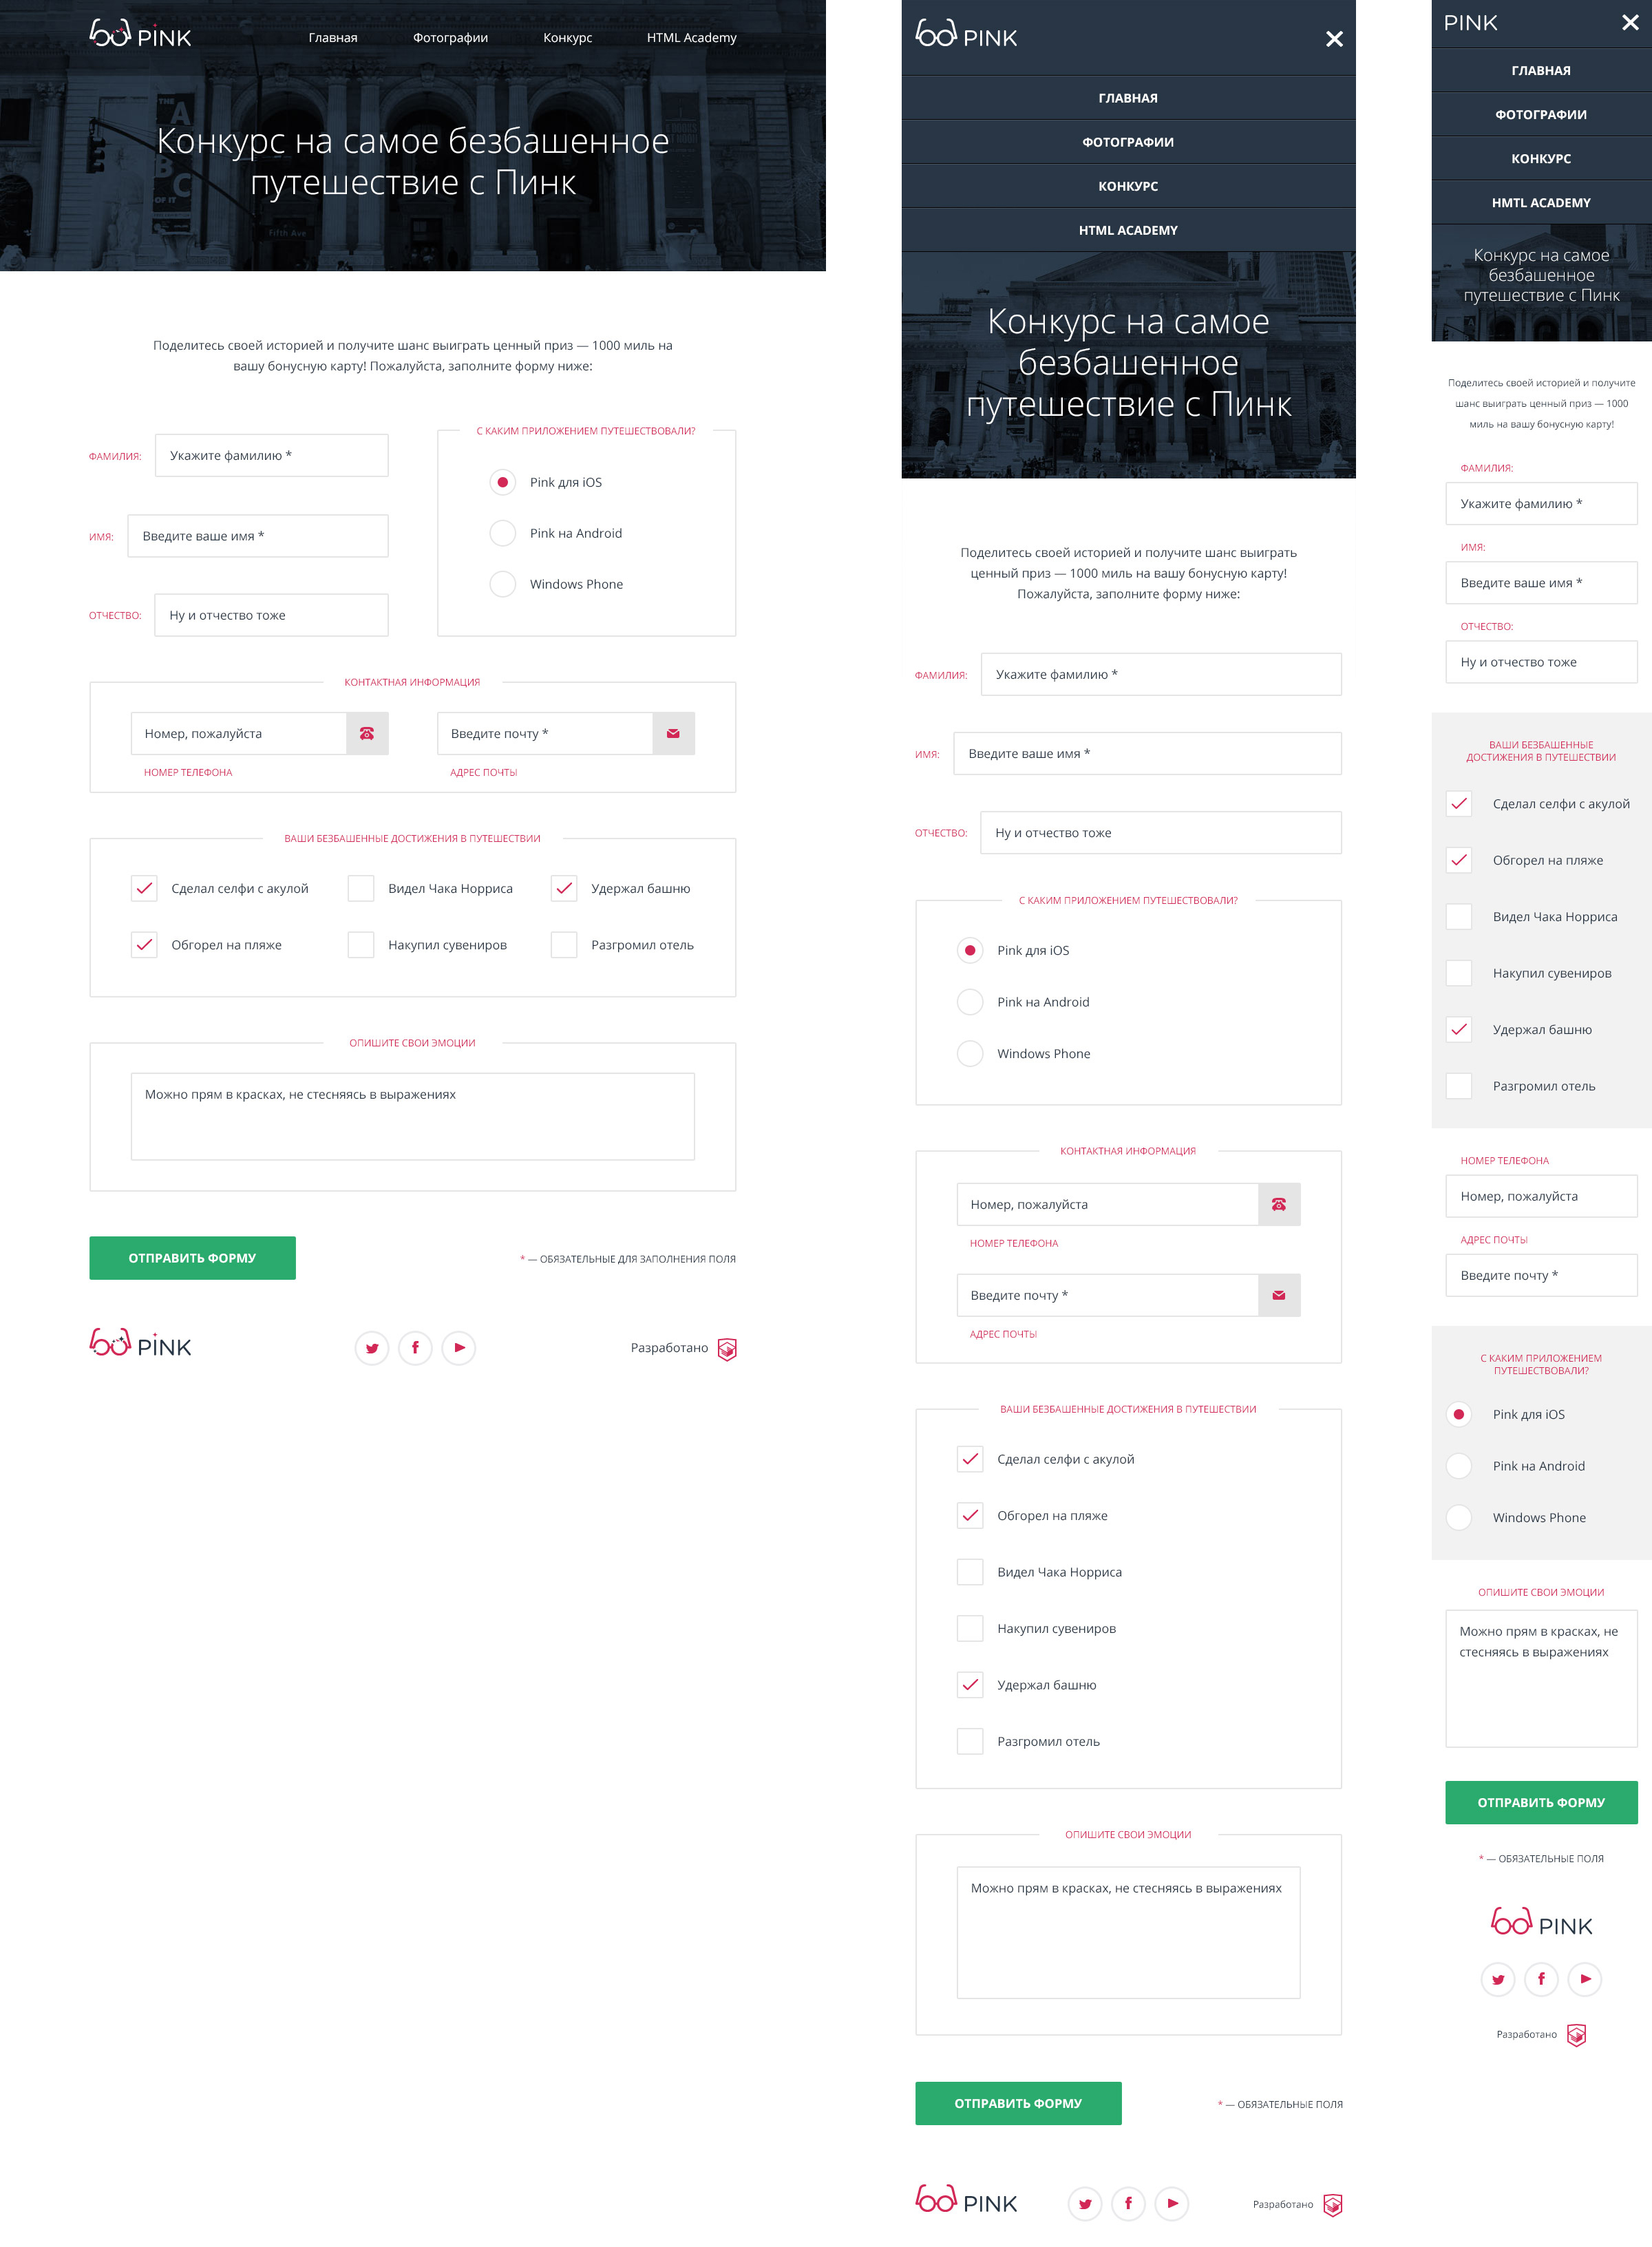 PINK
Главная
Фотографии
Конкурс
HTML Academy
THE
A
BC
OF IT
Fifth Ave
Конкурс на самое безбашенное
путешествие с Пинк
Поделитесь своей историей и получите шанс выиграть ценный приз — 1000 миль на
вашу бонусную карту! Пожалуйста, заполните форму ниже:
ФАМИЛИЯ:
Укажите фамилию *
ИМЯ:
Введите ваше имя *
ОТЧЕСТВО:
Ну и отчество тоже
С КАКИМ ПРИЛОЖЕНИЕМ ПУТЕШЕСТВОВАЛИ?
Pink для iOS
Pink на Android
Windows Phone
КОНТАКТНАЯ ИНФОРМАЦИЯ
Номер, пожалуйста
НОМЕР ТЕЛЕФОНА
Введите почту *
АДРЕС ПОЧТЫ
ВАШИ БЕЗБАШЕННЫЕ ДОСТИЖЕНИЯ В ПУТЕШЕСТВИИ
Сделал селфи с акулой
Видел Чака Норриса
Удержал башню
Обгорел на пляже
Накупил сувениров
Разгромил отель
ОПИШИТЕ СВОИ ЭМОЦИИ
Можно прям в красках, не стесняясь в выражениях
ОТПРАВИТЬ ФОРМУ
* — ОБЯЗАТЕЛЬНЫЕ ДЛЯ ЗАПОЛНЕНИЯ ПОЛЯ
PINK
Разработано
PINK
ГЛАВНАЯ
ФОТОГРАФИИ
КОНКУРС
HTML ACADEMY
Конкурс на самое
безбашенное
путешествие с Пинк
Поделитесь своей историей и получите шанс выиграть
ценный приз — 1000 миль на вашу бонусную карту!
Пожалуйста, заполните форму ниже:
ФАМИЛИЯ:
Укажите фамилию *
ИМЯ:
Введите ваше имя *
ОТЧЕСТВО:
Ну и отчество тоже
С КАКИМ ПРИЛОЖЕНИЕМ ПУТЕШЕСТВОВАЛИ?
Pink для iOS
Pink на Android
Windows Phone
КОНТАКТНАЯ ИНФОРМАЦИЯ
Номер, пожалуйста
НОМЕР ТЕЛЕФОНА
Введите почту *
АДРЕС ПОЧТЫ
ВАШИ БЕЗБАШЕННЫЕ ДОСТИЖЕНИЯ В ПУТЕШЕСТВИИ
Сделал селфи с акулой
Обгорел на пляже
Видел Чака Норриса
Накупил сувениров
Удержал башню
Разгромил отель
ОПИШИТЕ СВОИ ЭМОЦИИ
Можно прям в красках, не стесняясь в выражениях
ОТПРАВИТЬ ФОРМУ
* — ОБЯЗАТЕЛЬНЫЕ ПОЛЯ
PINK
Разработано
PINK
ГЛАВНАЯ
ФОТОГРАФИИ
КОНКУРС
HMTL ACADEMY
Конкурс на самое
безбашенное
путешествие с Пинк
Поделитесь своей историей и получите
шанс выиграть ценный приз — 1000
миль на вашу бонусную карту!
ФАМИЛИЯ:
Укажите фамилию *
ИМЯ:
Введите ваше имя *
ОТЧЕСТВО:
Ну и отчество тоже
ВАШИ БЕЗБАШЕННЫЕ
ДОСТИЖЕНИЯ В ПУТЕШЕСТВИИ
Сделал селфи с акулой
Обгорел на пляже
Видел Чака Норриса
Накупил сувениров
Удержал башню
Разгромил отель
НОМЕР ТЕЛЕФОНА
Номер, пожалуйста
АДРЕС ПОЧТЫ
Введите почту *
С КАКИМ ПРИЛОЖЕНИЕМ
ПУТЕШЕСТВОВАЛИ?
Pink для iOS
Pink на Android
Windows Phone
ОПИШИТЕ СВОИ ЭМОЦИИ
Можно прям в красках, не
стесняясь в выражениях
ОТПРАВИТЬ ФОРМУ
* — ОБЯЗАТЕЛЬНЫЕ ПОЛЯ
PINK
Разработано